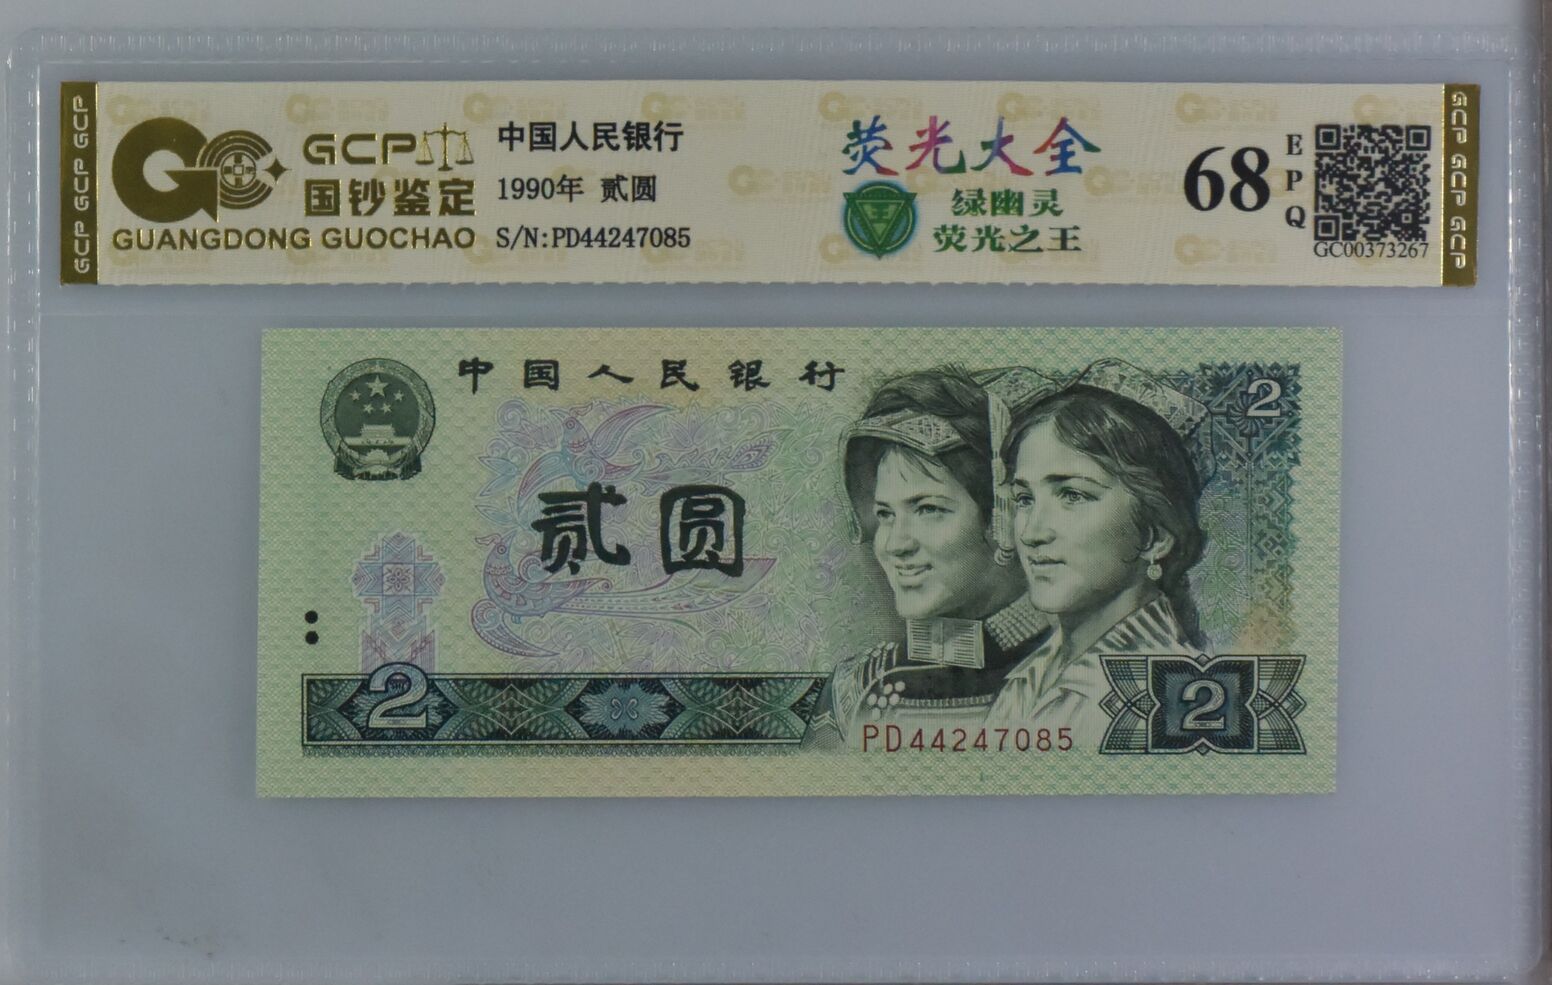 GCP GCP GCP
GCP
国钞鉴定
GUANGDONG GUOCHAO
中国人民银行
1990年 贰圆
S/N:PD44247085
荧光大全
王
绿幽灵
荧光之王
68
EPQ
GC00373267
GCP GCP GCP
中国人民银行
2
贰圆
2
PD44247085
2